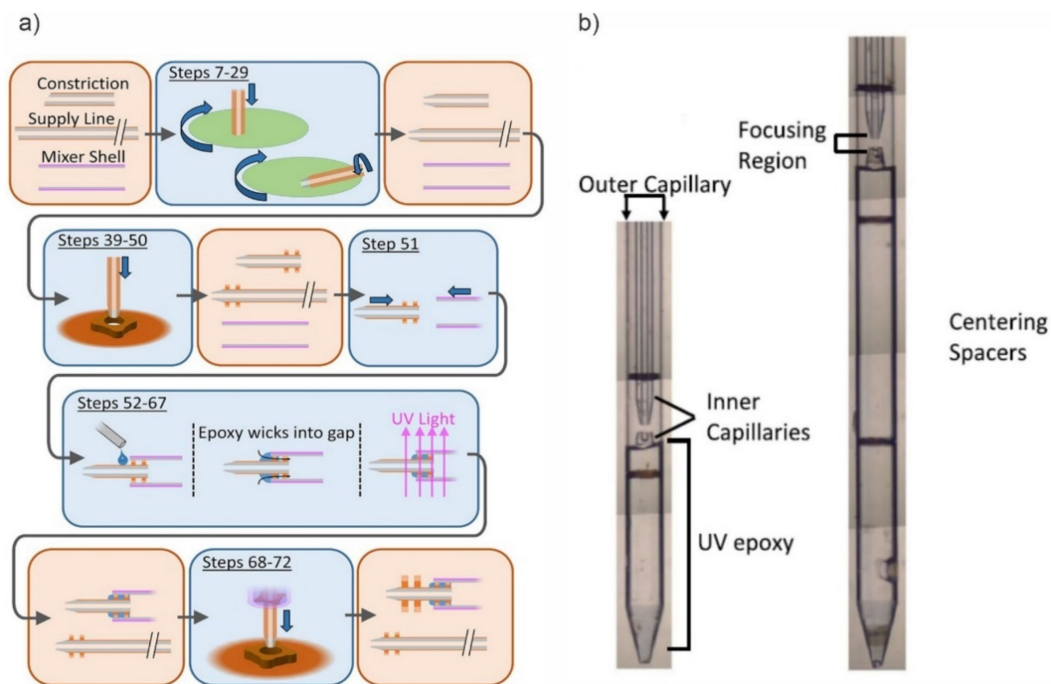 a)
Constriction
Supply Line
Mixer Shell
Steps 7-29
Steps 39-50
Step 51
Steps 52-67
Epoxy wicks into gap
UV Light
Steps 68-72
b)
Focusing
Region
Outer Capillary
Centering
Spacers
Inner
Capillaries
UV epoxy